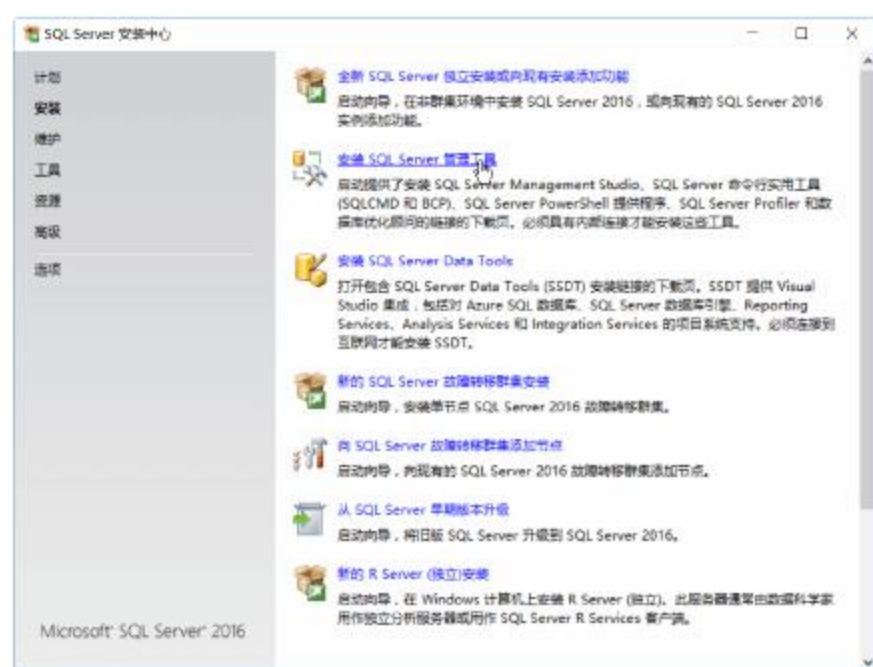 SQL Server 安装中心
计划
安装
维护
工具
资源
高级
选项
Microsoft® SQL Server® 2016
全新 SQL Server 独立安装或向现有安装添加功能
启动向导，在非群集环境中安装 SQL Server 2016，或向现有的 SQL Server 2016
实例添加功能。
安装 SQL Server 管理工具
启动提供了安装 SQL Server Management Studio、SQL Server 命令行实用工具
(SQLCMD 和 BCP)、SQL Server PowerShell 提供程序、SQL Server Profiler 和数
据库优化顾问的链接的下载页。必须具有内部连接才能安装这些工具。
安装 SQL Server Data Tools
打开包含 SQL Server Data Tools (SSDT) 安装链接的下载页。SSDT 提供 Visual
Studio 集成，包括对 Azure SQL 数据库、SQL Server 数据库引擎、Reporting
Services、Analysis Services 和 Integration Services 的项目系统支持。必须连接到
互联网才能安装 SSDT。
新的 SQL Server 故障转移群集安装
启动向导，安装单节点 SQL Server 2016 故障转移群集。
向 SQL Server 故障转移群集添加节点
启动向导，向现有的 SQL Server 2016 故障转移群集添加节点。
从 SQL Server 早期版本升级
启动向导，将旧版 SQL Server 升级到 SQL Server 2016。
新的 R Server (独立)安装
启动向导，在 Windows 计算机上安装 R Server (独立)。此服务器通常由数据科学家
用作独立分析服务器或用作 SQL Server R Services 客户端。